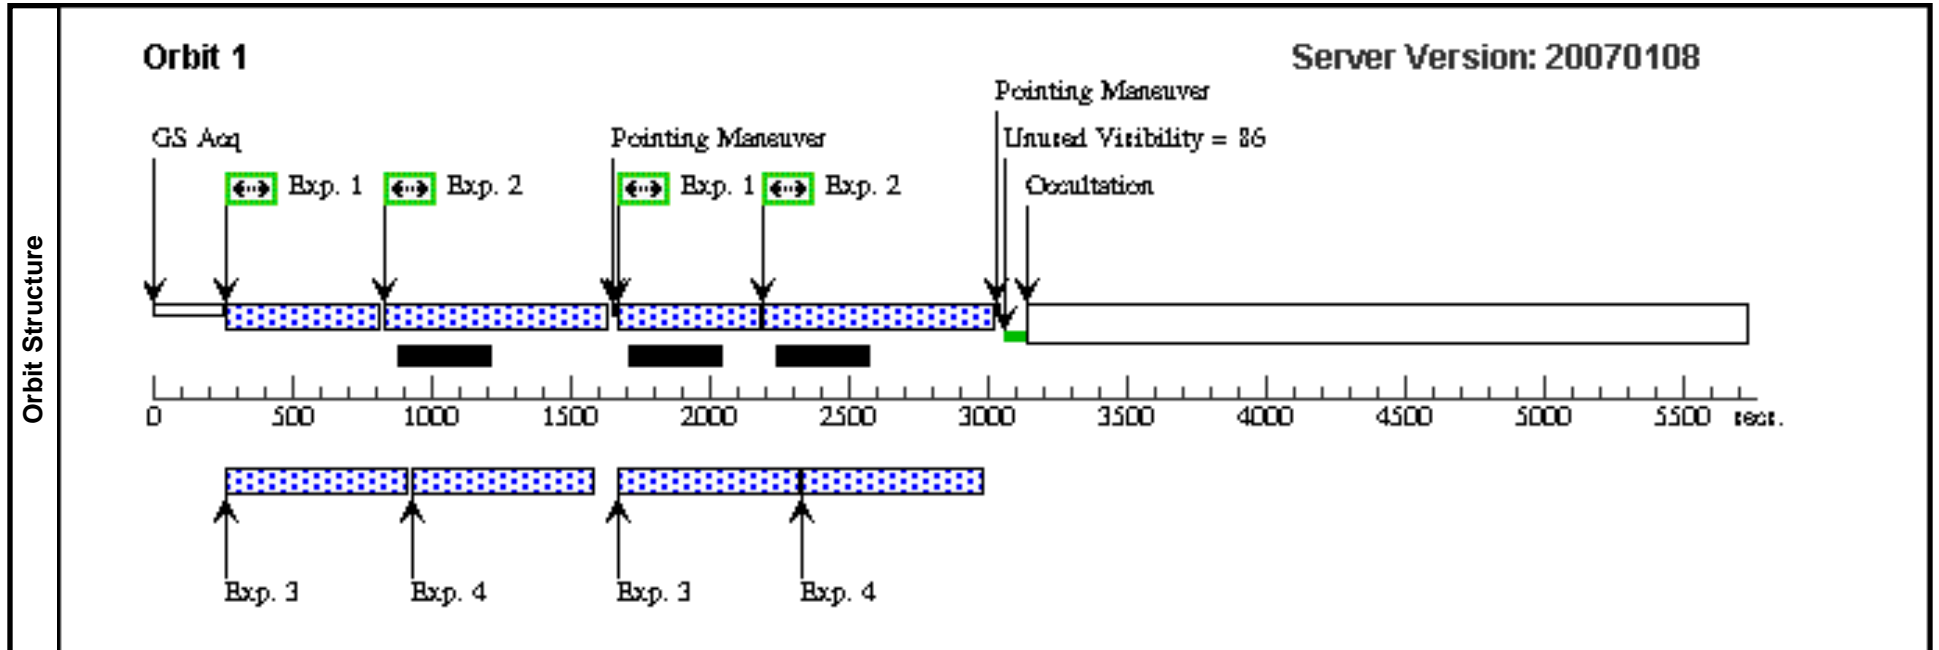 Orbit 1
Server Version: 20070108
Pointing Maneuver
GS Acq
Pointing Maneuver
Unused Visibility = 86
Exp. 1
Exp. 2
Exp. 1
Exp. 2
Occultation
Orbit Structure
0 500 1000 1500 2000 2500 3000 3500 4000 4500 5000 5500 secs.
Exp. 3
Exp. 4
Exp. 3
Exp. 4